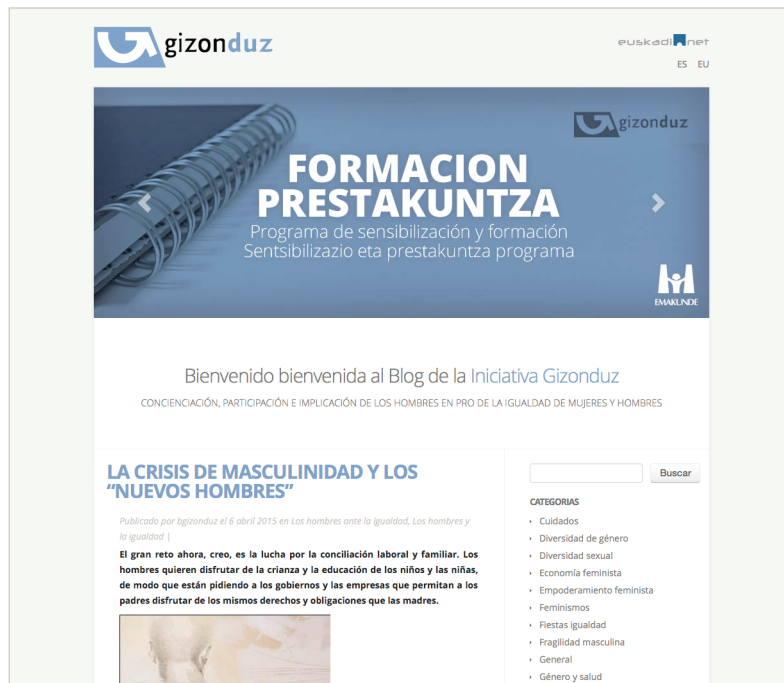 gizonduz
euskadi.net
ES EU
gizonduz
FORMACION
PRESTAKUNTZA
Programa de sensibilización y formación
Sentsibilizazio eta prestakuntza programa
EMAKUNDE
Bienvenido bienvenida al Blog de la Iniciativa Gizonduz
CONCIENCIACIÓN, PARTICIPACIÓN E IMPLICACIÓN DE LOS HOMBRES EN PRO DE LA IGUALDAD DE MUJERES Y HOMBRES
LA CRISIS DE MASCULINIDAD Y LOS
“NUEVOS HOMBRES”
Publicado por bgizonduz el 6 abril 2015 en Los hombres ante la igualdad, Los hombres y
la igualdad |
El gran reto ahora, creo, es la lucha por la conciliación laboral y familiar. Los
hombres quieren disfrutar de la crianza y la educación de los niños y las niñas,
de modo que están pidiendo a los gobiernos y las empresas que permitan a los
padres disfrutar de los mismos derechos y obligaciones que las madres.
Buscar
CATEGORIAS
Cuidados
Diversidad de género
Diversidad sexual
Economía feminista
Empoderamiento feminista
Feminismos
Fiestas igualdad
Fragilidad masculina
General
Género y salud